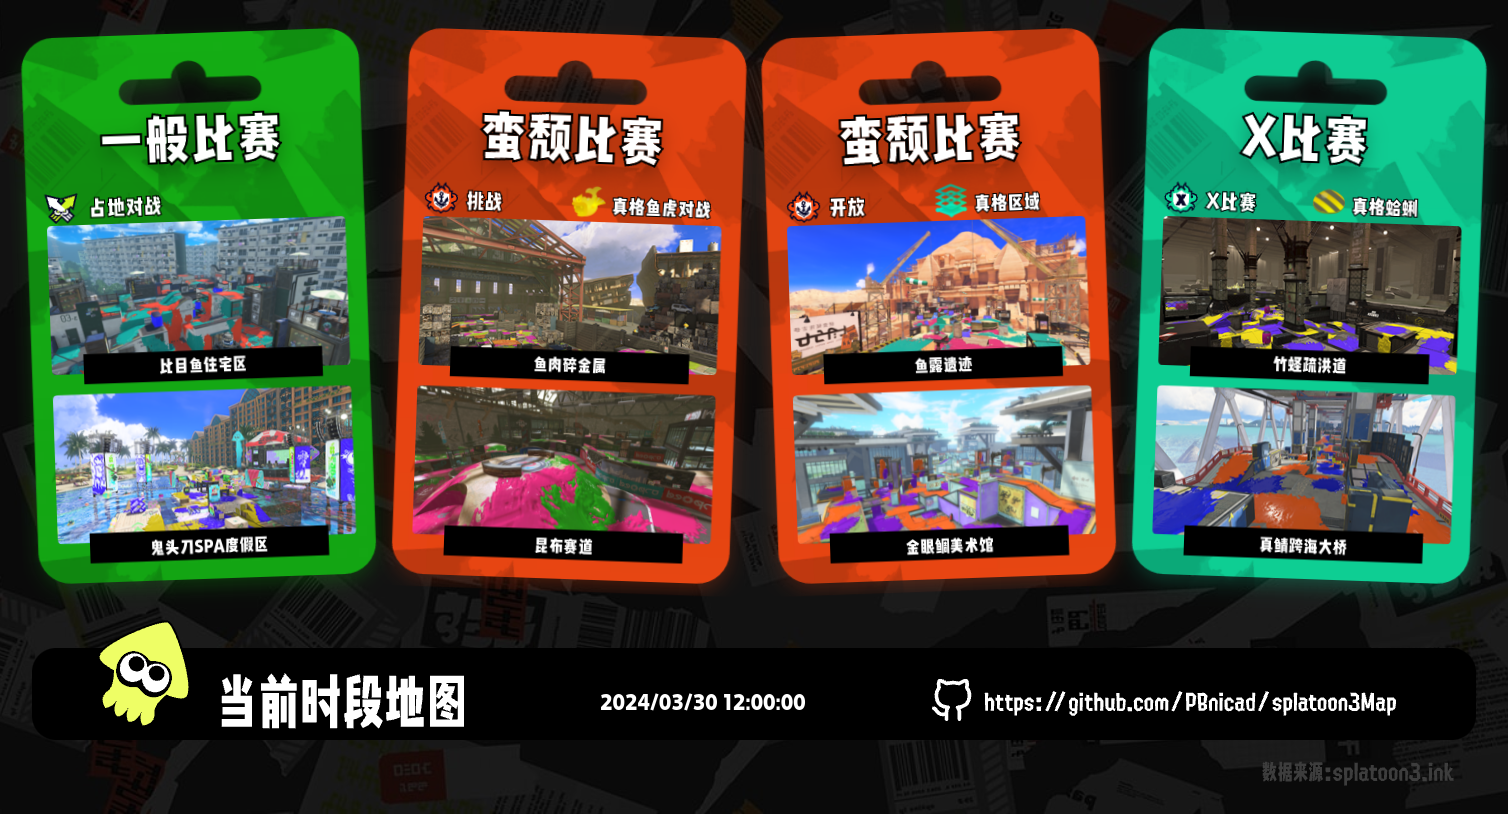 一般比赛
占地对战
比目鱼住宅区
鬼头刀SPA度假区
蛮颓比赛
挑战
真格鱼虎对战
鱼肉碎金属
昆布赛道
蛮颓比赛
开放
真格区域
鱼露遗迹
金眼鲷美术馆
X比赛
X比赛
真格蛤蜊
竹蛏疏洪道
真鲭跨海大桥
当前时段地图
2024/03/30 12:00:00
https://github.com/PBnicad/splatoon3Map
数据来源:splatoon3.ink